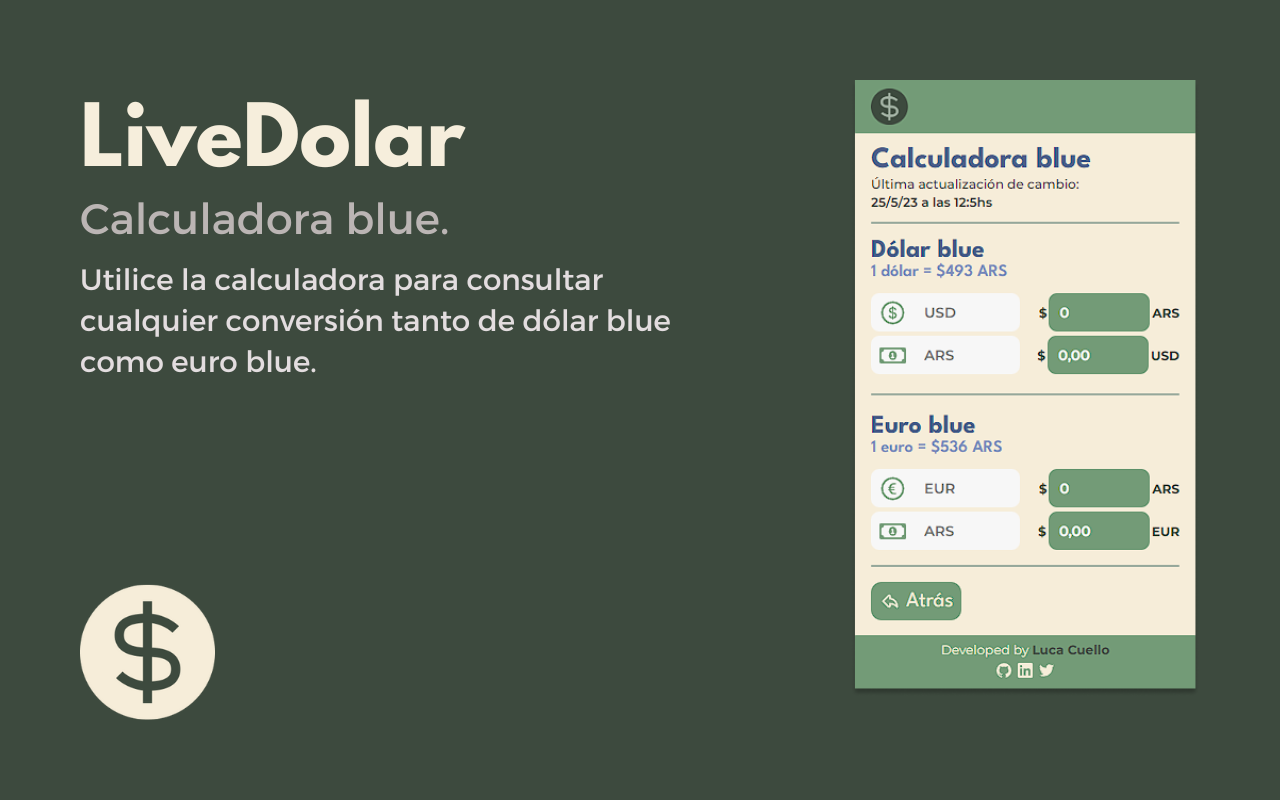 LiveDolar
Calculadora blue.
Utilice la calculadora para consultar
cualquier conversión tanto de dólar blue
como euro blue.
$
$
Calculadora blue
Última actualización de cambio:
25/5/23 a las 12:5hs
Dólar blue
1 dólar = $493 ARS
$ USD $ 0 ARS
ARS $ 0,00 USD
Euro blue
1 euro = $536 ARS
€ EUR $ 0 ARS
ARS $ 0,00 EUR
Atrás
Developed by Luca Cuello
in